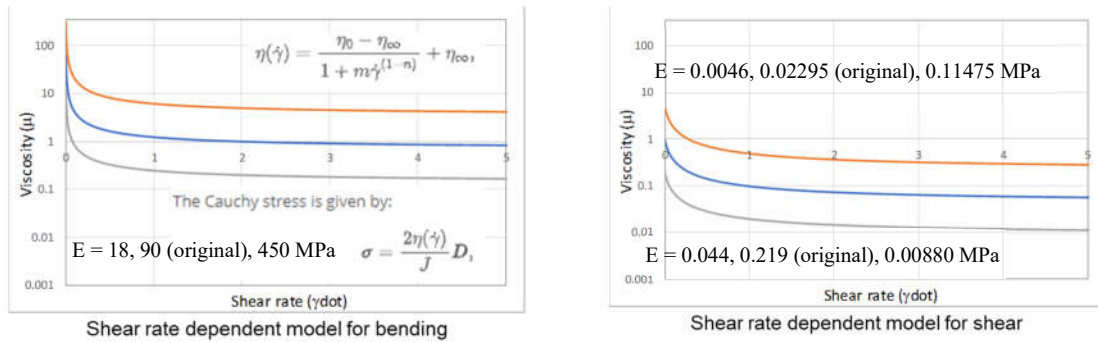 100
10
1
0.1
0.01
0.001
Viscosity (μ)
η(γ̇) = (η₀ − η∞) / (1 + mγ̇^(1−n)) + η∞,
0 1 2 3 4 5
The Cauchy stress is given by:
E = 18, 90 (original), 450 MPa
σ = 2η(γ̇)/J D,
Shear rate (γdot)
Shear rate dependent model for bending
100
10
1
0.1
0.01
0.001
Viscosity (μ)
E = 0.0046, 0.02295 (original), 0.11475 MPa
0 1 2 3 4 5
E = 0.044, 0.219 (original), 0.00880 MPa
Shear rate (γdot)
Shear rate dependent model for shear